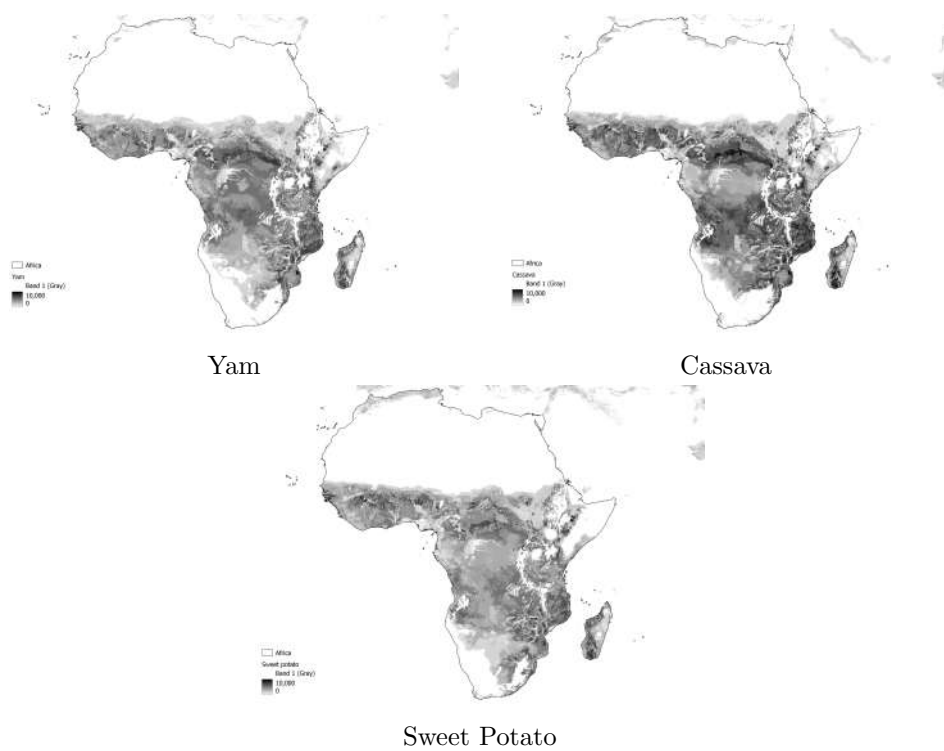 Africa
Yam
Band 1 (Gray)
10,000
0
Yam
Africa
Cassava
Band 1 (Gray)
10,000
0
Cassava
Africa
Sweet potato
Band 1 (Gray)
10,000
0
Sweet Potato